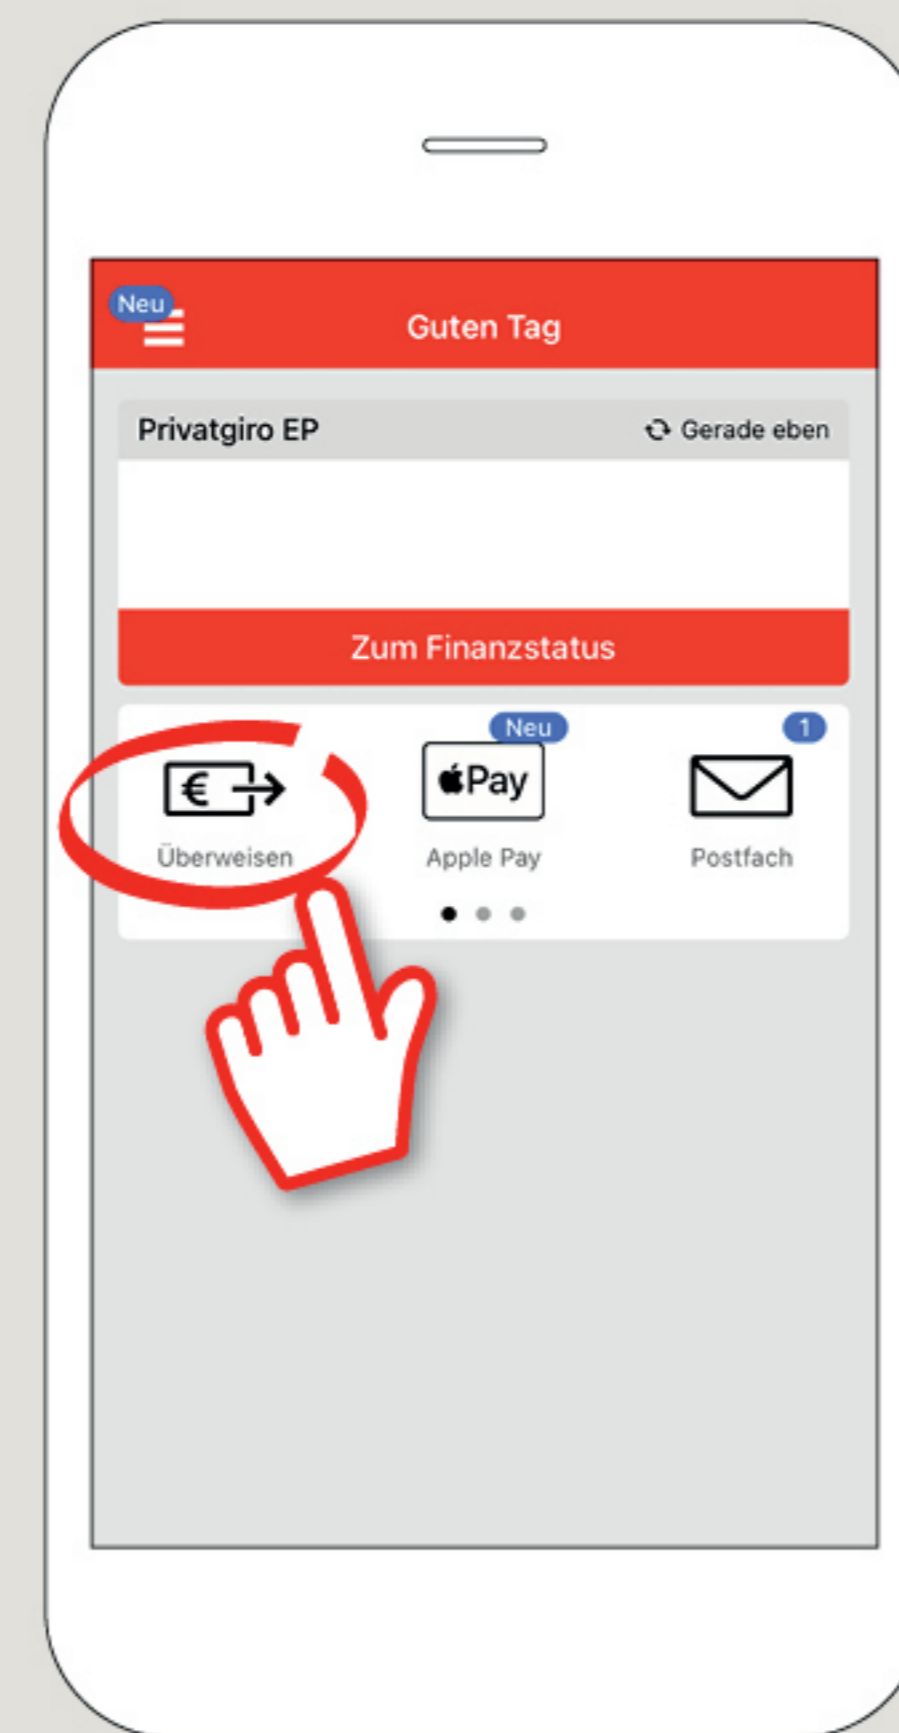 Neu
Guten Tag
Privatgiro EP
Gerade eben
Zum Finanzstatus
Neu
1
€
Pay
Überweisen
Apple Pay
Postfach